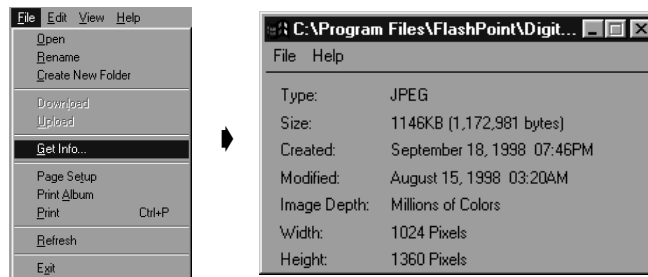 File Edit View Help
Open
Rename
Create New Folder
Download
Upload
Get Info...
Page Setup
Print Album
Print Ctrl+P
Refresh
Exit
C:\Program Files\FlashPoint\Digit...
File Help
Type: JPEG
Size: 1146KB (1,172,981 bytes)
Created: September 18, 1998 07:46PM
Modified: August 15, 1998 03:20AM
Image Depth: Millions of Colors
Width: 1024 Pixels
Height: 1360 Pixels